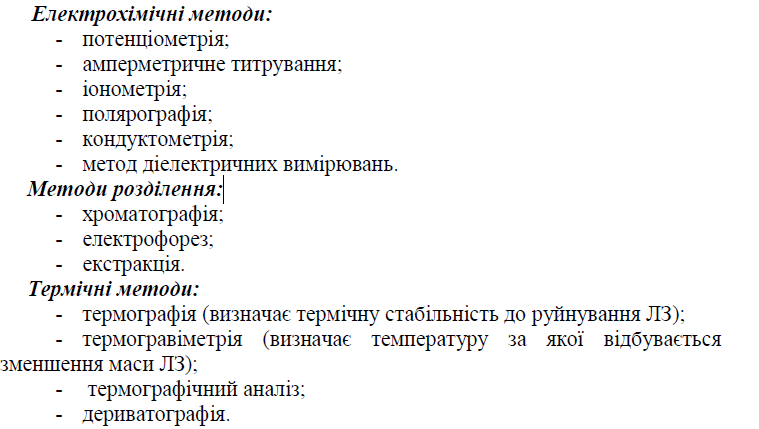 Електрохімічні методи:
- потенціометрія;
- амперметричне титрування;
- іонометрія;
- полярографія;
- кондуктометрія;
- метод діелектричних вимірювань.
Методи розділення:
- хроматографія;
- електрофорез;
- екстракція.
Термічні методи:
- термографія (визначає термічну стабільність до руйнування ЛЗ);
- термогравіметрія (визначає температуру за якої відбувається
зменшення маси ЛЗ);
- термографічний аналіз;
- дериватографія.